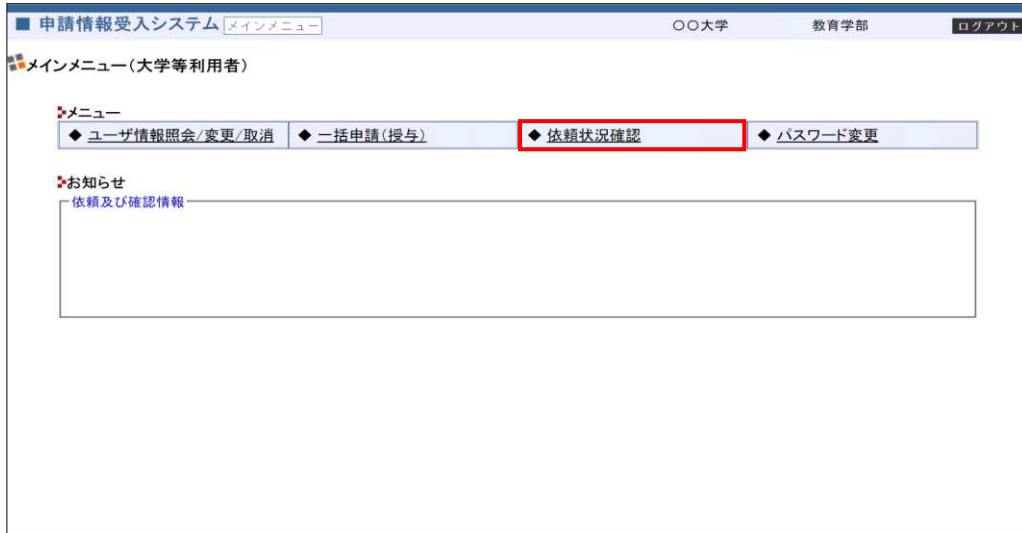 ■ 申請情報受入システム メインメニュー 〇〇大学 教育学部 ログアウト
メインメニュー(大学等利用者)
メニュー
◆ ユーザ情報照会/変更/取消 ◆ 一括申請(授与) ◆ 依頼状況確認 ◆ パスワード変更
お知らせ
依頼及び確認情報